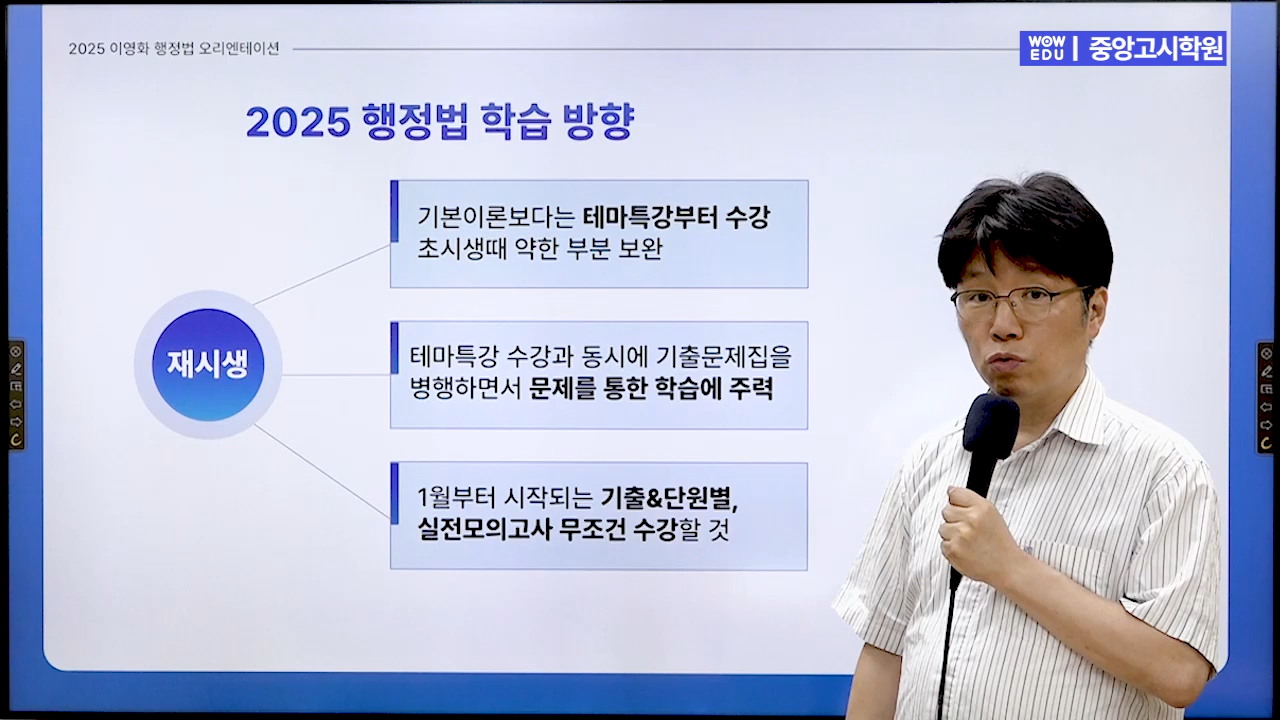 2025 이영화 행정법 오리엔테이션
WOW
EDU
중앙고시학원
2025 행정법 학습 방향
기본이론보다는 테마특강부터 수강
초시생때 약한 부분 보완
재시생
테마특강 수강과 동시에 기출문제집을
병행하면서 문제를 통한 학습에 주력
1월부터 시작되는 기출&단원별,
실전모의고사 무조건 수강할 것